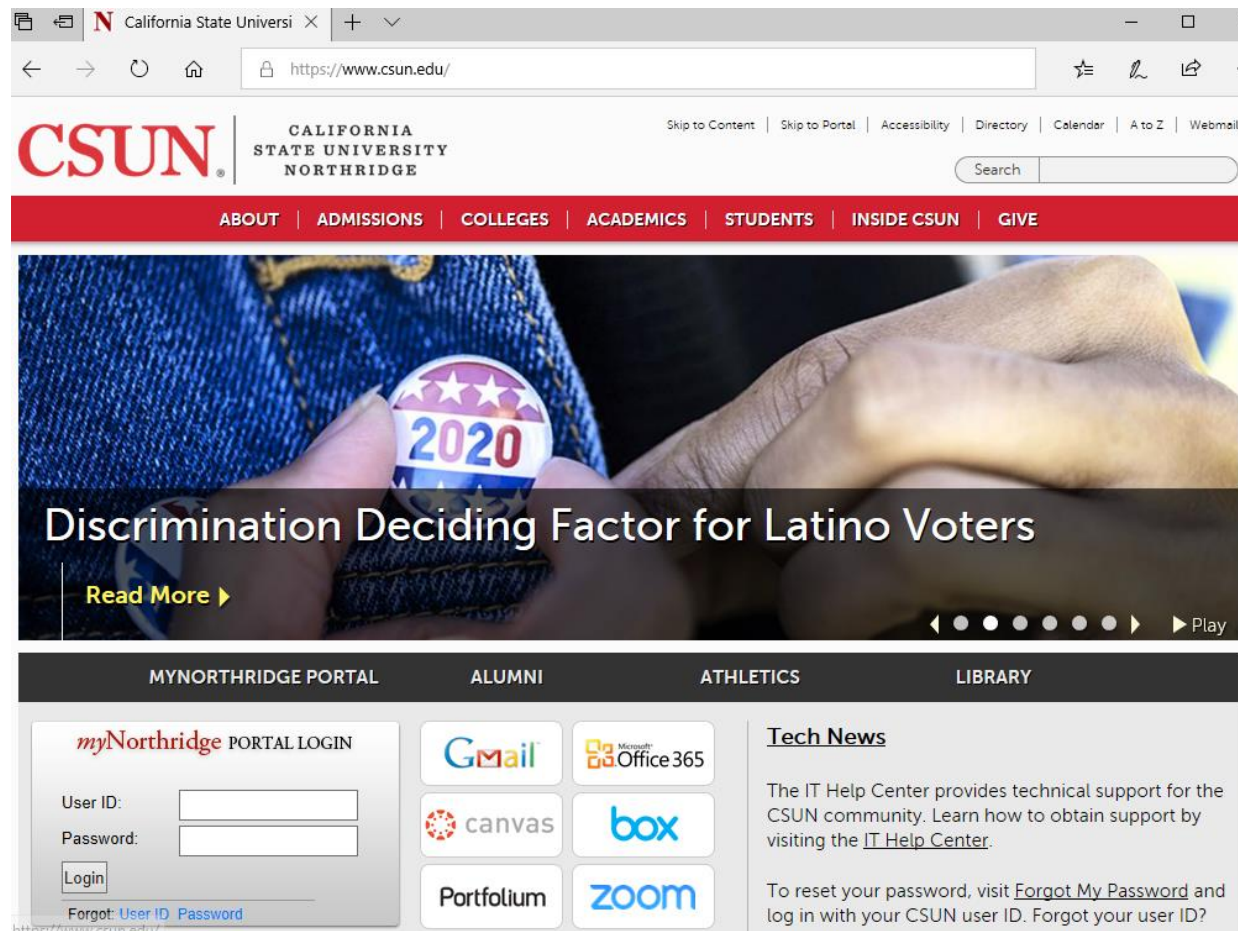 California State Universi
https://www.csun.edu/
CSUN
CALIFORNIA
STATE UNIVERSITY
NORTHRIDGE
Skip to Content | Skip to Portal | Accessibility | Directory | Calendar | A to Z | Webmail
Search
ABOUT | ADMISSIONS | COLLEGES | ACADEMICS | STUDENTS | INSIDE CSUN | GIVE
2020
Discrimination Deciding Factor for Latino Voters
Read More
Play
MYNORTHRIDGE PORTAL ALUMNI ATHLETICS LIBRARY
myNorthridge PORTAL LOGIN
User ID:
Password:
Login
Forgot: User ID Password
https://www.csun.edu/
Gmail
Microsoft
Office 365
canvas
box
Portfolium
zoom
Tech News
The IT Help Center provides technical support for the
CSUN community. Learn how to obtain support by
visiting the IT Help Center.
To reset your password, visit Forgot My Password and
log in with your CSUN user ID. Forgot your user ID?